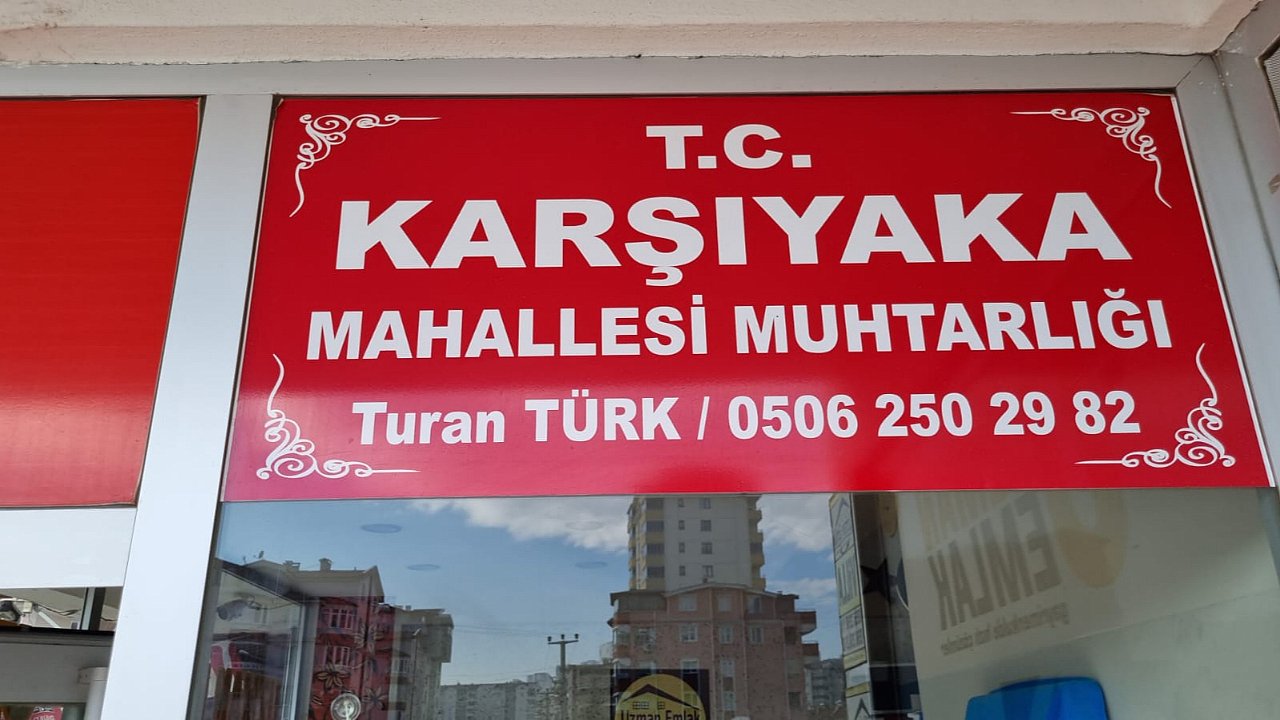 T.C.
KARŞIYAKA
MAHALLESİ MUHTARLIĞI
Turan TÜRK / 0506 250 29 82
EMLAK
Uzman Emlak